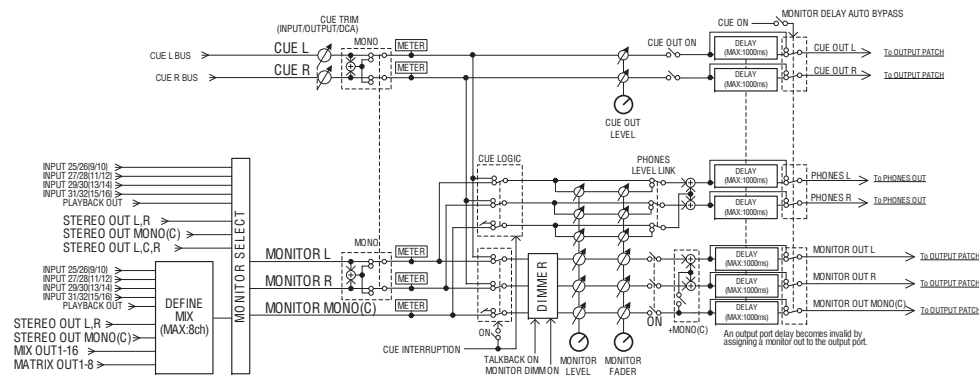 CUE TRIM
(INPUT/OUTPUT/DCA)
CUE ON
MONITOR DELAY AUTO BYPASS
MONO
CUE L BUS
CUE L
METER
CUE OUT ON
DELAY
(MAX:1000ms)
CUE OUT L
To OUTPUT PATCH
CUE R BUS
CUE R
METER
DELAY
(MAX:1000ms)
CUE OUT R
To OUTPUT PATCH
CUE OUT
LEVEL
INPUT 25/26(9/10)
INPUT 27/28(11/12)
INPUT 29/30(13/14)
INPUT 31/32(15/16)
PLAYBACK OUT
STEREO OUT L,R
STEREO OUT MONO(C)
STEREO OUT L,C,R
MONITOR SELECT
CUE LOGIC
PHONES
LEVEL LINK
DELAY
(MAX:1000ms)
PHONES L
To PHONES OUT
DELAY
(MAX:1000ms)
PHONES R
To PHONES OUT
INPUT 25/26(9/10)
INPUT 27/28(11/12)
INPUT 29/30(13/14)
INPUT 31/32(15/16)
PLAYBACK OUT
STEREO OUT L,R
STEREO OUT MONO(C)
MIX OUT1-16
MATRIX OUT1-8
DEFINE
MIX
(MAX:8ch)
MONO
MONITOR L
METER
MONITOR R
METER
MONITOR MONO(C)
METER
DIMMER
ON
CUE INTERRUPTION
TALKBACK ON
MONITOR DIMM ON
MONITOR
LEVEL
MONITOR
FADER
ON
+MONO(C)
DELAY
(MAX:1000ms)
MONITOR OUT L
To OUTPUT PATCH
DELAY
(MAX:1000ms)
MONITOR OUT R
To OUTPUT PATCH
DELAY
(MAX:1000ms)
MONITOR OUT MONO(C)
To OUTPUT PATCH
An output port delay becomes invalid by
assigning a monitor out to the output port.